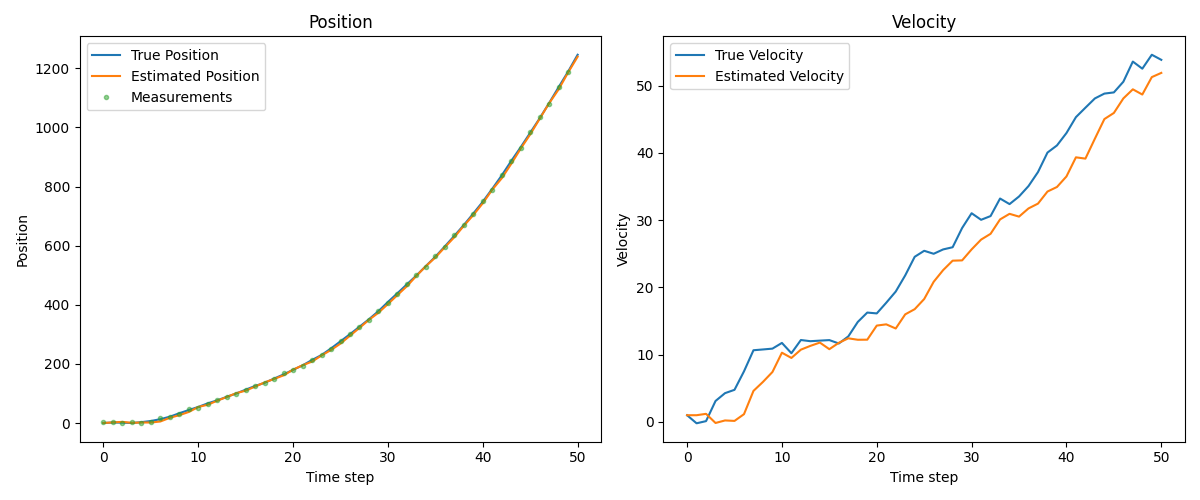 Position
True Position
Estimated Position
Measurements
Position
1200
1000
800
600
400
200
0
0 10 20 30 40 50
Time step
Velocity
True Velocity
Estimated Velocity
Velocity
50
40
30
20
10
0
0 10 20 30 40 50
Time step